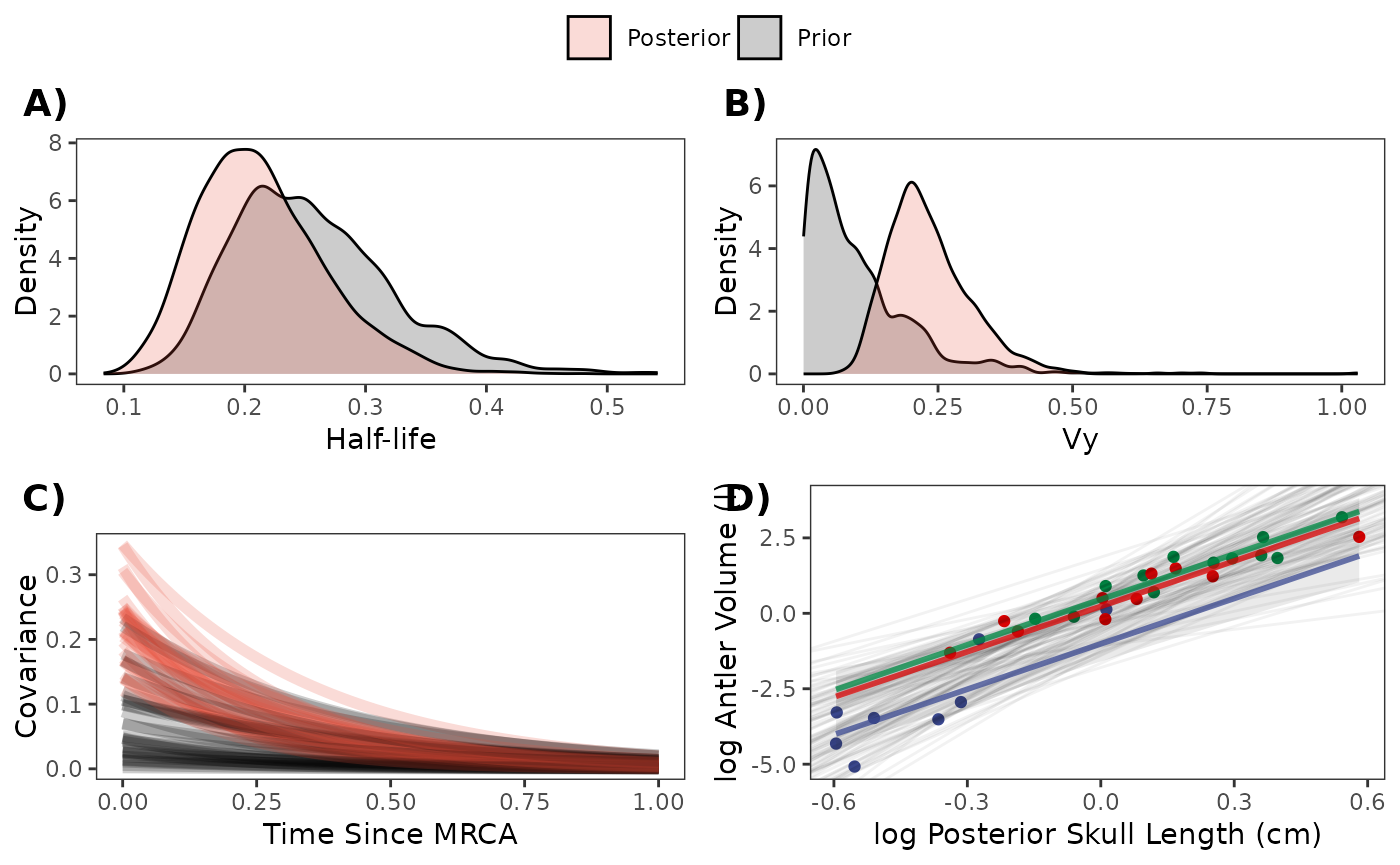 Posterior Prior
A)
Density
8
6
4
2
0
0.1 0.2 0.3 0.4 0.5
Half-life
B)
Density
6
4
2
0
0.00 0.25 0.50 0.75 1.00
Vy
C)
Covariance
0.3
0.2
0.1
0.0
0.00 0.25 0.50 0.75 1.00
Time Since MRCA
D)
log Antler Volume (l)
2.5
0.0
-2.5
-5.0
-0.6 -0.3 0.0 0.3 0.6
log Posterior Skull Length (cm)